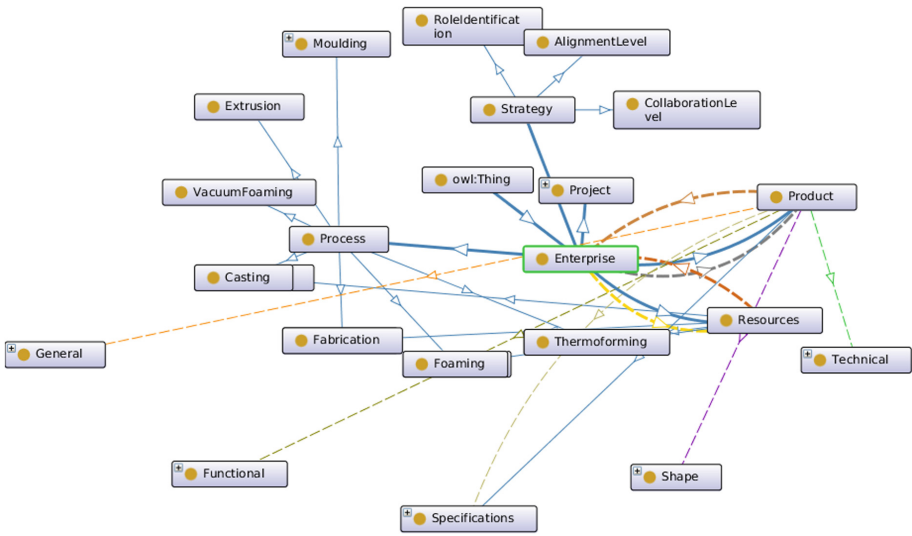 RoleIdentificat
ion
Moulding
AlignmentLevel
Extrusion
Strategy
CollaborationLe
vel
owl:Thing
VacuumFoaming
Project
Product
Process
Enterprise
Casting
Resources
Fabrication
Thermoforming
General
Technical
Foaming
Functional
Shape
Specifications